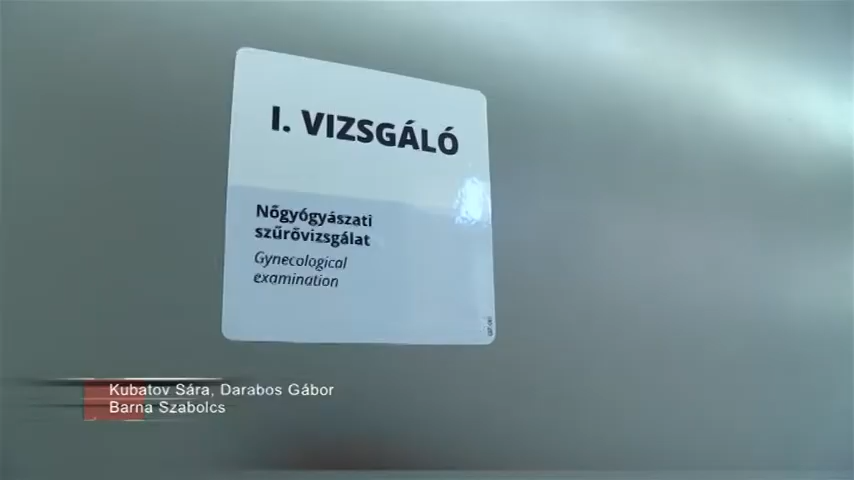 I. VIZSGÁLÓ
Nőgyógyászati
szűrővizsgálat
Gynecological
examination
Kubatov Sára, Darabos Gábor
Barna Szabolcs